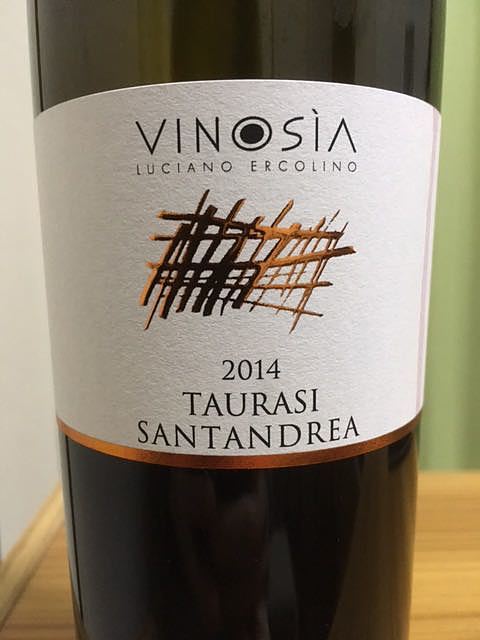 VINOSÌA
LUCIANO ERCOLINO
2014
TAURASI
SANTANDREA